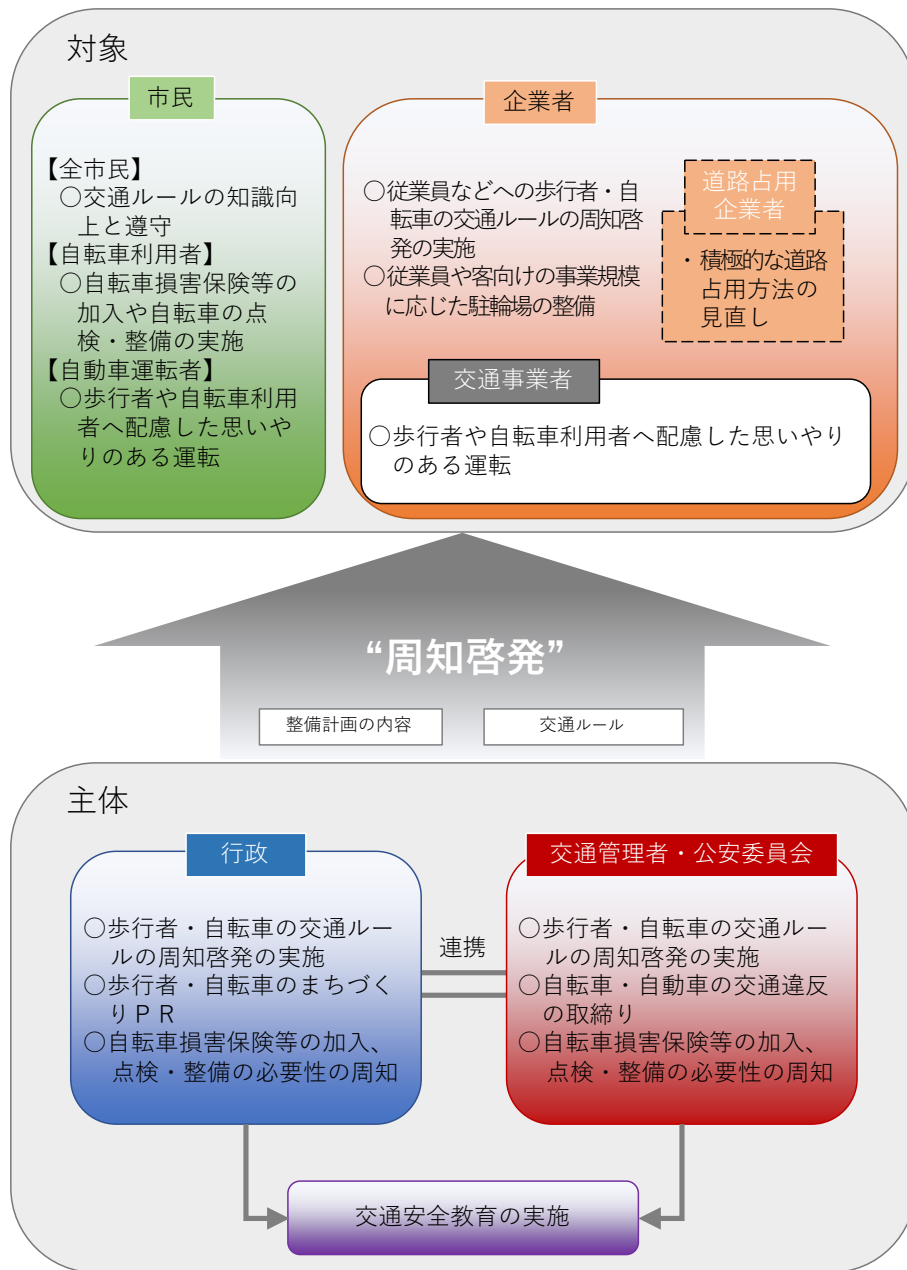 対象
市民
【全市民】
○交通ルールの知識向
上と遵守
【自転車利用者】
○自転車損害保険等の
加入や自転車の点
検・整備の実施
【自動車運転者】
○歩行者や自転車利用
者へ配慮した思いや
りのある運転
企業者
○従業員などへの歩行者・自
転車の交通ルールの周知啓
発の実施
○従業員や客向けの事業規模
に応じた駐輪場の整備
道路占用
企業者
・積極的な道路
占用方法の
見直し
交通事業者
○歩行者や自転車利用者へ配慮した思いやり
のある運転
“周知啓発”
整備計画の内容
交通ルール
主体
行政
○歩行者・自転車の交通ルー
ルの周知啓発の実施
○歩行者・自転車のまちづく
りＰＲ
○自転車損害保険等の加入、
点検・整備の必要性の周知
連携
交通管理者・公安委員会
○歩行者・自転車の交通ルー
ルの周知啓発の実施
○自転車・自動車の交通違反
の取締り
○自転車損害保険等の加入、
点検・整備の必要性の周知
交通安全教育の実施